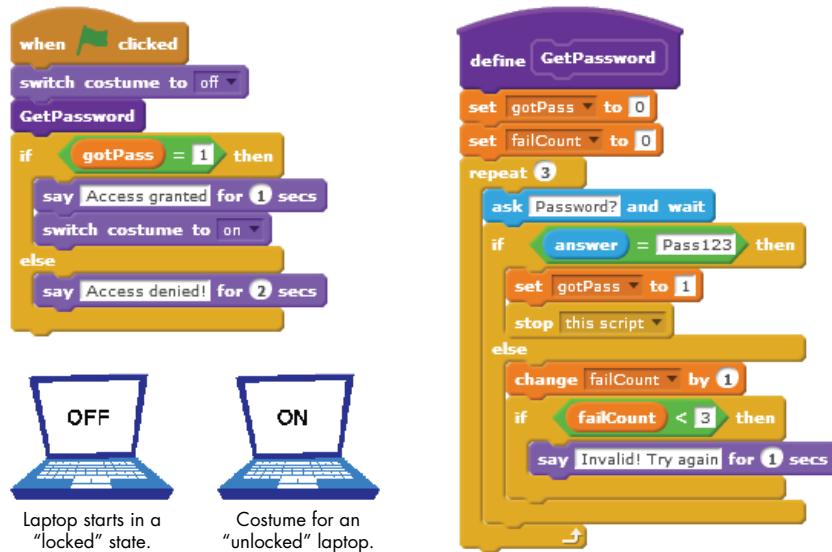 when clicked
switch costume to off
GetPassword
if gotPass = 1 then
say Access granted for 1 secs
switch costume to on
else
say Access denied! for 2 secs
OFF
Laptop starts in a
“locked” state.
ON
Costume for an
“unlocked” laptop.
define GetPassword
set gotPass to 0
set failCount to 0
repeat 3
ask Password? and wait
if answer = Pass123 then
set gotPass to 1
stop this script
else
change failCount by 1
if failCount < 3 then
say Invalid! Try again for 1 secs